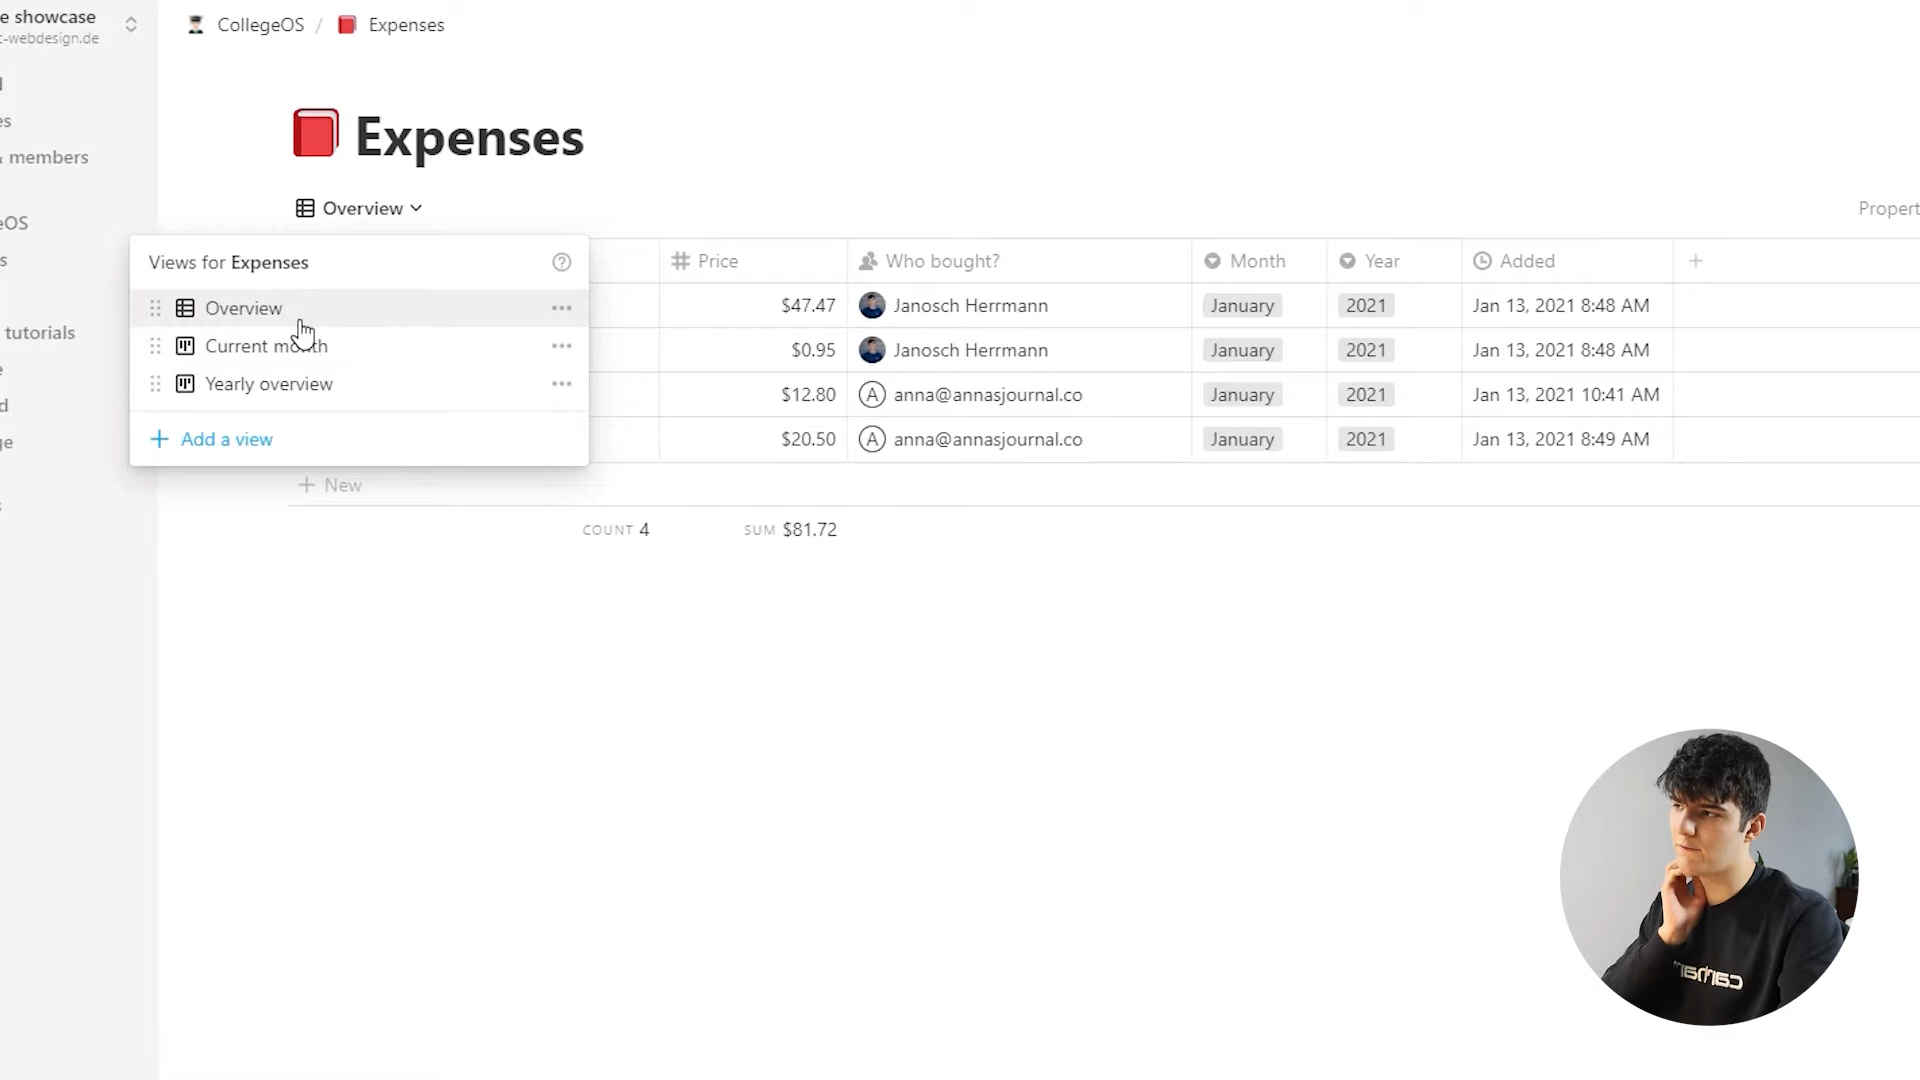 e showcase
c-webdesign.de
CollegeOS / Expenses
es
& members
eOS
s
tutorials
e
d
ge
Expenses
Overview
Propert
Views for Expenses
Overview
Current month
Yearly overview
+ Add a view
# Price Who bought? Month Year Added +
$47.47 Janosch Herrmann January 2021 Jan 13, 2021 8:48 AM
$0.95 Janosch Herrmann January 2021 Jan 13, 2021 8:48 AM
$12.80 A anna@annasjournal.co January 2021 Jan 13, 2021 10:41 AM
$20.50 A anna@annasjournal.co January 2021 Jan 13, 2021 8:49 AM
+ New
COUNT 4 SUM $81.72